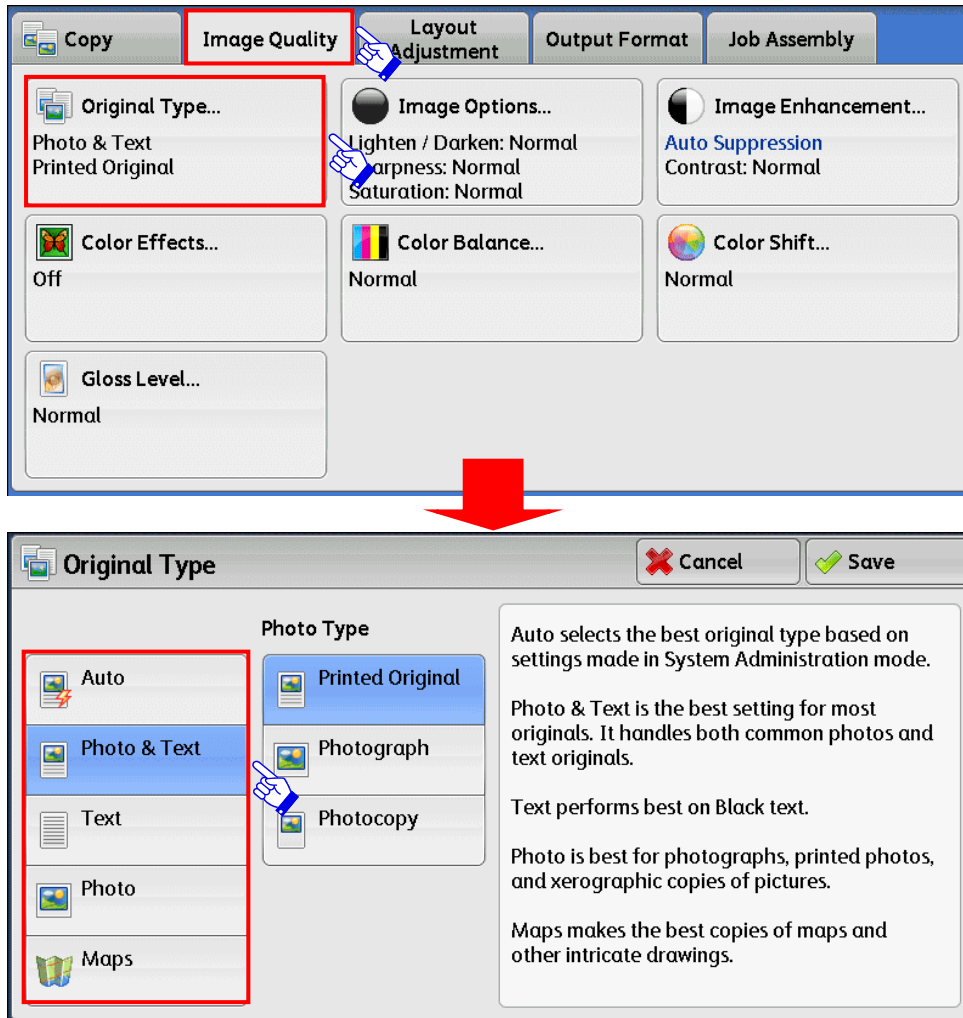 Copy
Image Quality
Layout
Adjustment
Output Format
Job Assembly
Original Type...
Photo & Text
Printed Original
Image Options...
Lighten / Darken: Normal
Sharpness: Normal
Saturation: Normal
Image Enhancement...
Auto Suppression
Contrast: Normal
Color Effects...
Off
Color Balance...
Normal
Color Shift...
Normal
Gloss Level...
Normal
Original Type
Cancel
Save
Auto
Photo & Text
Text
Photo
Maps
Photo Type
Printed Original
Photograph
Photocopy
Auto selects the best original type based on
settings made in System Administration mode.
Photo & Text is the best setting for most
originals. It handles both common photos and
text originals.
Text performs best on Black text.
Photo is best for photographs, printed photos,
and xerographic copies of pictures.
Maps makes the best copies of maps and
other intricate drawings.